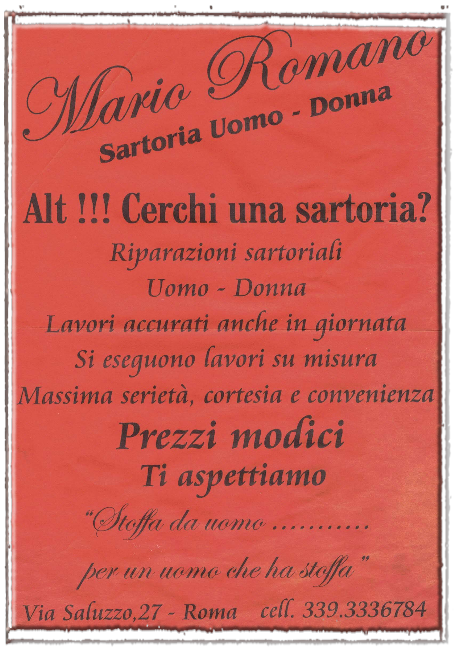 Mario Romano
Sartoria Uomo - Donna
Alt !!! Cerchi una sartoria?
Riparazioni sartoriali
Uomo - Donna
Lavori accurati anche in giornata
Si eseguono lavori su misura
Massima serietà, cortesia e convenienza
Prezzi modici
Ti aspettiamo
“Stoffa da uomo ...........
per un uomo che ha stoffa”
Via Saluzzo,27 - Roma cell. 339.3336784